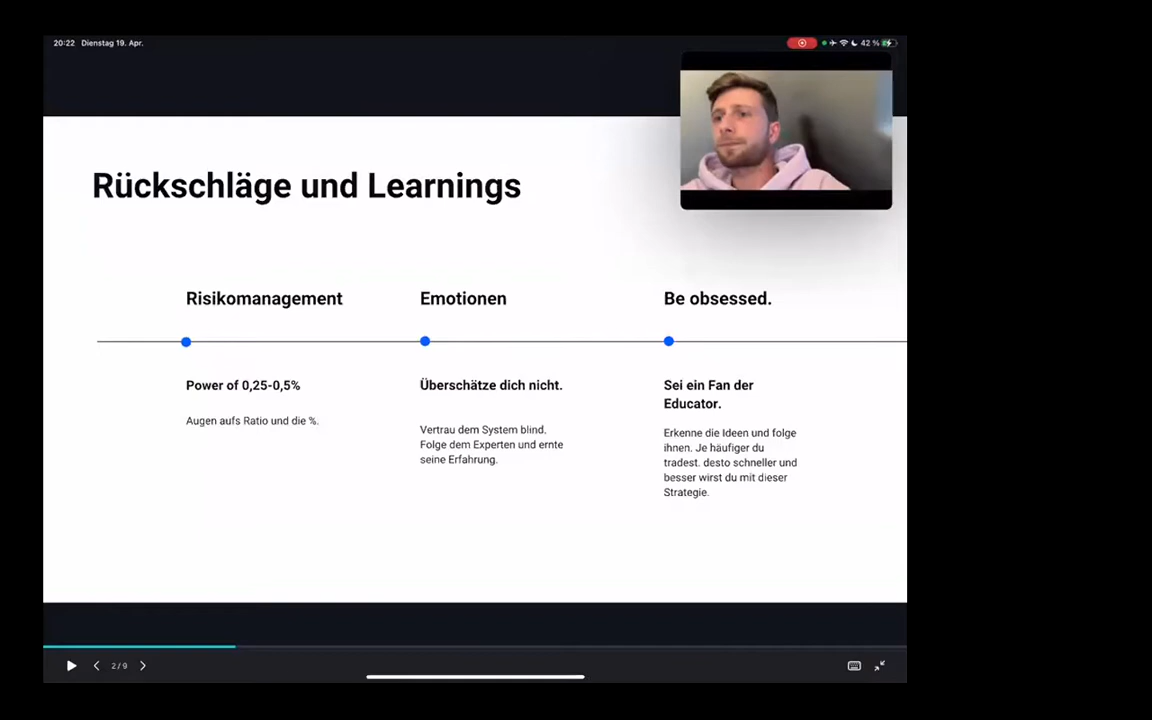 20:22 Dienstag 19. Apr.
42 %
Rückschläge und Learnings
Risikomanagement
Power of 0,25-0,5%
Augen aufs Ratio und die %.
Emotionen
Überschätze dich nicht.
Vertrau dem System blind.
Folge dem Experten und ernte
seine Erfahrung.
Be obsessed.
Sei ein Fan der
Educator.
Erkenne die Ideen und folge
ihnen. Je häufiger du
tradest. desto schneller und
besser wirst du mit dieser
Strategie.
2/9